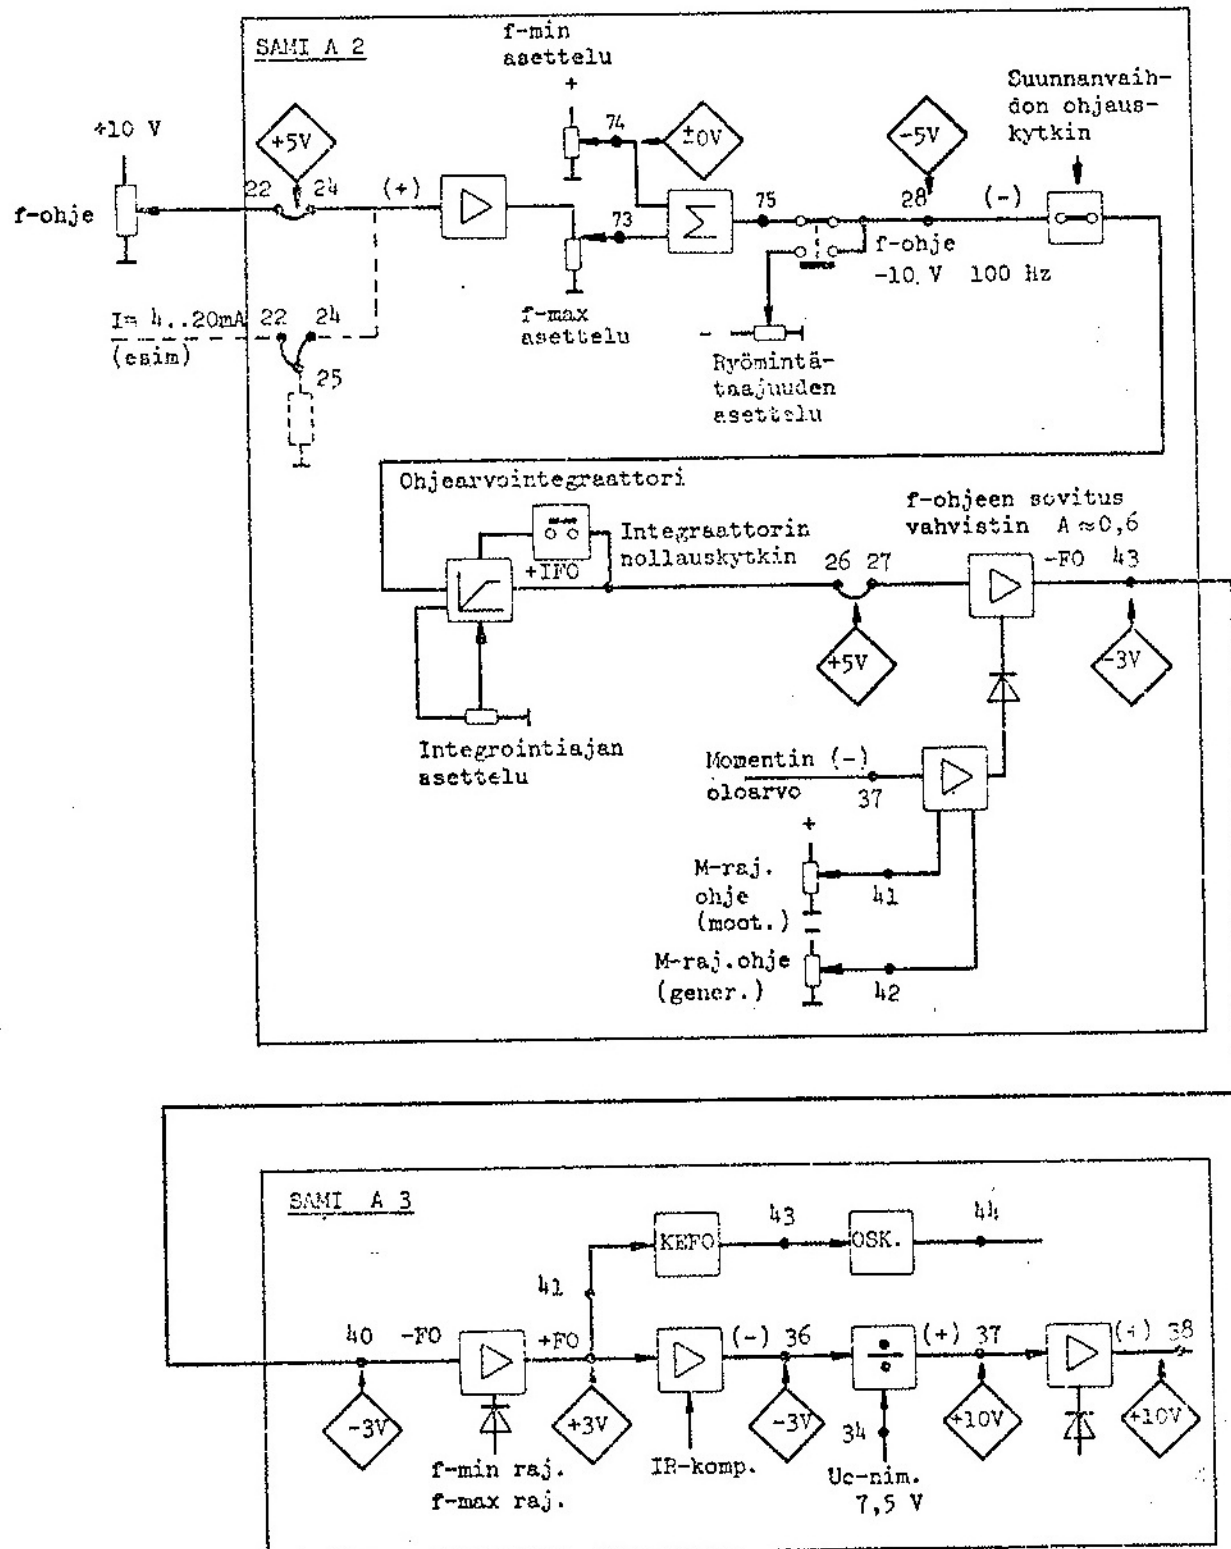 SAMI A 2
f-min
asettelu
+
Suunnanvaih-
don ohjaus-
kytkin
+10 V
+5V
74
±0V
-5V
22 24 (+)
f-ohje
73
75
28 (-)
f-ohje
-10 V 100 Hz
f-max
asettelu
I= 4..20mA
(esim)
22 24
25
-
Ryömintä-
taajuuden
asettelu
Ohjearvointegraattori
f-ohjeen sovitus
vahvistin A ≈ 0,6
Integraattorin
nollauskytkin
+IFO
26 27
-FO 43
+5V
-3V
Integrointiajan
asettelu
Momentin (-)
oloarvo
37
+
M-raj.
ohje
(moot.)
41
M-raj.ohje
(gener.)
42
SAMI A 3
KEFO
43
OSK.
44
41
40 -FO
+FO
(-) 36
(+) 37
(+) 38
-3V
+3V
-3V
+10V
+10V
34
f-min raj.
f-max raj.
IR-komp.
Uc-nim.
7,5 V